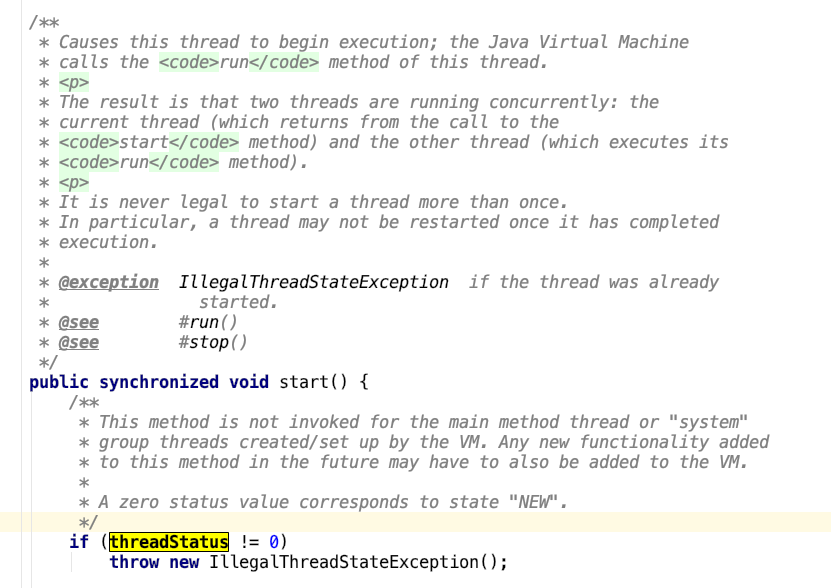 /**
 * Causes this thread to begin execution; the Java Virtual Machine
 * calls the <code>run</code> method of this thread.
 * <p>
 * The result is that two threads are running concurrently: the
 * current thread (which returns from the call to the
 * <code>start</code> method) and the other thread (which executes its
 * <code>run</code> method).
 * <p>
 * It is never legal to start a thread more than once.
 * In particular, a thread may not be restarted once it has completed
 * execution.
 *
 * @exception  IllegalThreadStateException  if the thread was already
 *               started.
 * @see        #run()
 * @see        #stop()
 */
public synchronized void start() {
    /**
     * This method is not invoked for the main method thread or "system"
     * group threads created/set up by the VM. Any new functionality added
     * to this method in the future may have to also be added to the VM.
     *
     * A zero status value corresponds to state "NEW".
     */
    if (threadStatus != 0)
        throw new IllegalThreadStateException();